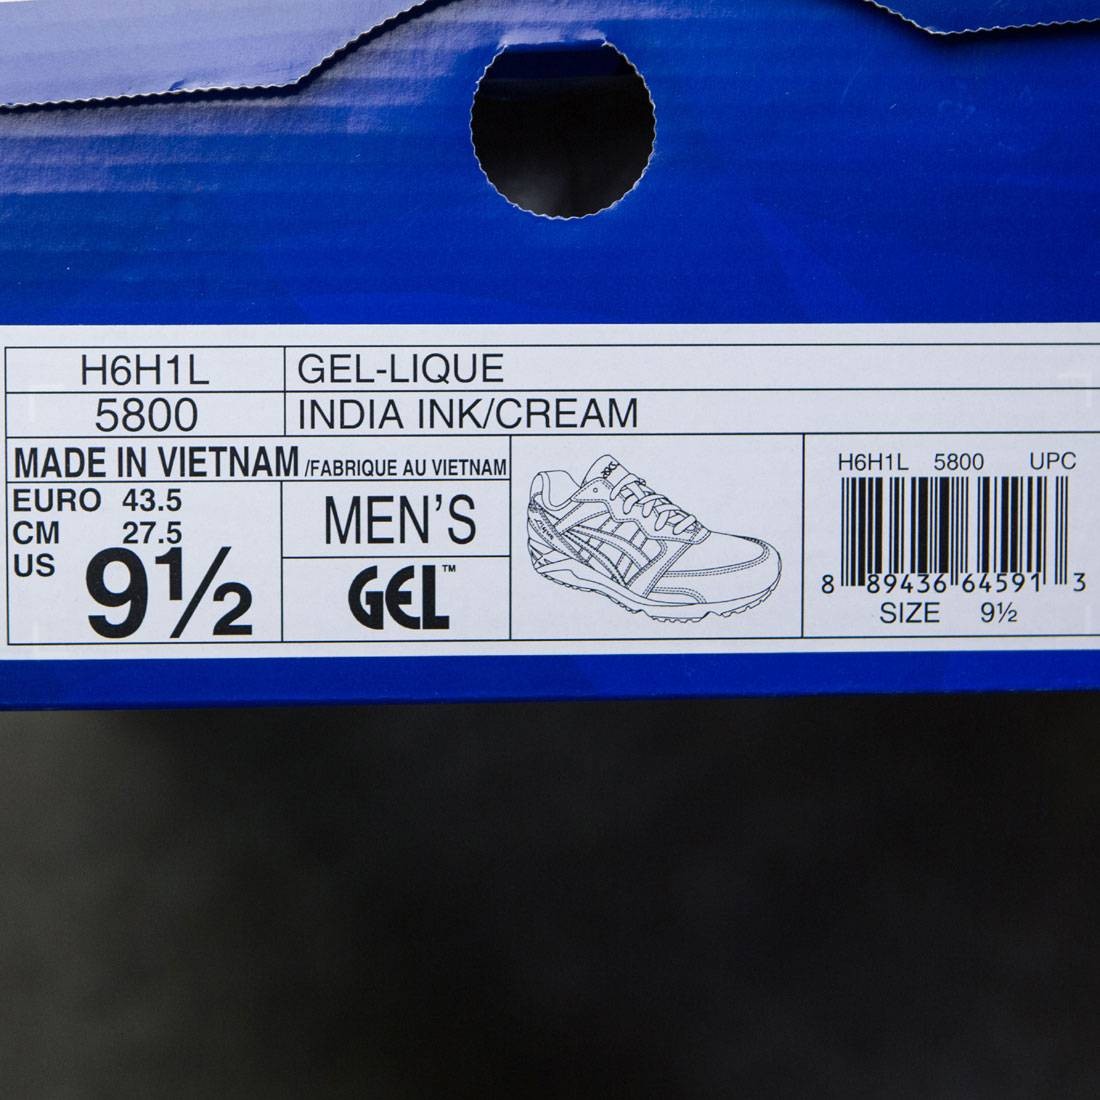 H6H1L GEL-LIQUE
5800 INDIA INK/CREAM
MADE IN VIETNAM /FABRIQUE AU VIETNAM
EURO 43.5
CM 27.5
US 9½
MEN'S
GEL™
H6H1L 5800 UPC
8 89436 64591 3
SIZE 9½